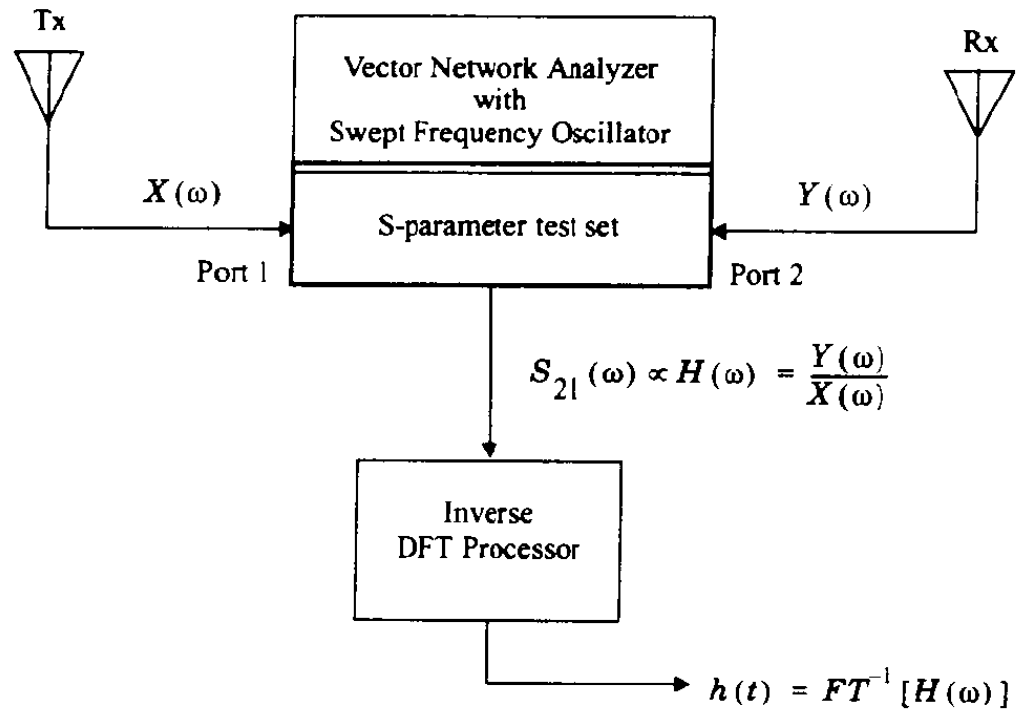 Tx
Rx
Vector Network Analyzer
with
Swept Frequency Oscillator
X(ω)
S-parameter test set
Y(ω)
Port 1
Port 2
S₂₁(ω) ∝ H(ω) = Y(ω)/X(ω)
Inverse
DFT Processor
h(t) = FT⁻¹[H(ω)]